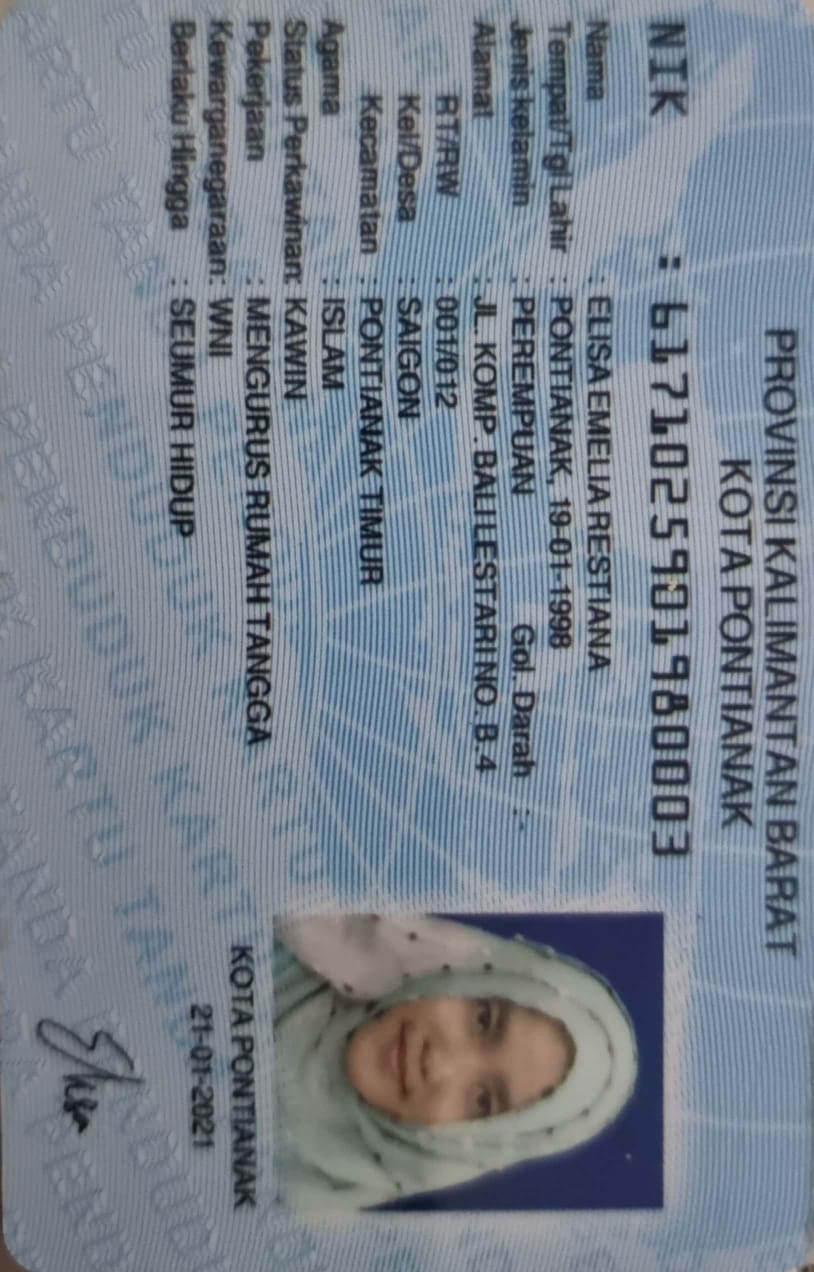 PROVINSI KALIMANTAN BARAT
KOTA PONTIANAK
NIK : 6171025901980003
Nama : ELISA EMELIA RESTIANA
Tempat/Tgl Lahir : PONTIANAK, 19-01-1998
Jenis kelamin : PEREMPUAN Gol. Darah : -
Alamat : JL. KOMP. BALI LESTARI NO. B.4
RT/RW : 001/012
Kel/Desa : SAIGON
Kecamatan : PONTIANAK TIMUR
Agama : ISLAM
Status Perkawinan: KAWIN
Pekerjaan : MENGURUS RUMAH TANGGA
Kewarganegaraan: WNI
Berlaku Hingga : SEUMUR HIDUP
KOTA PONTIANAK
21-01-2021
Elisa